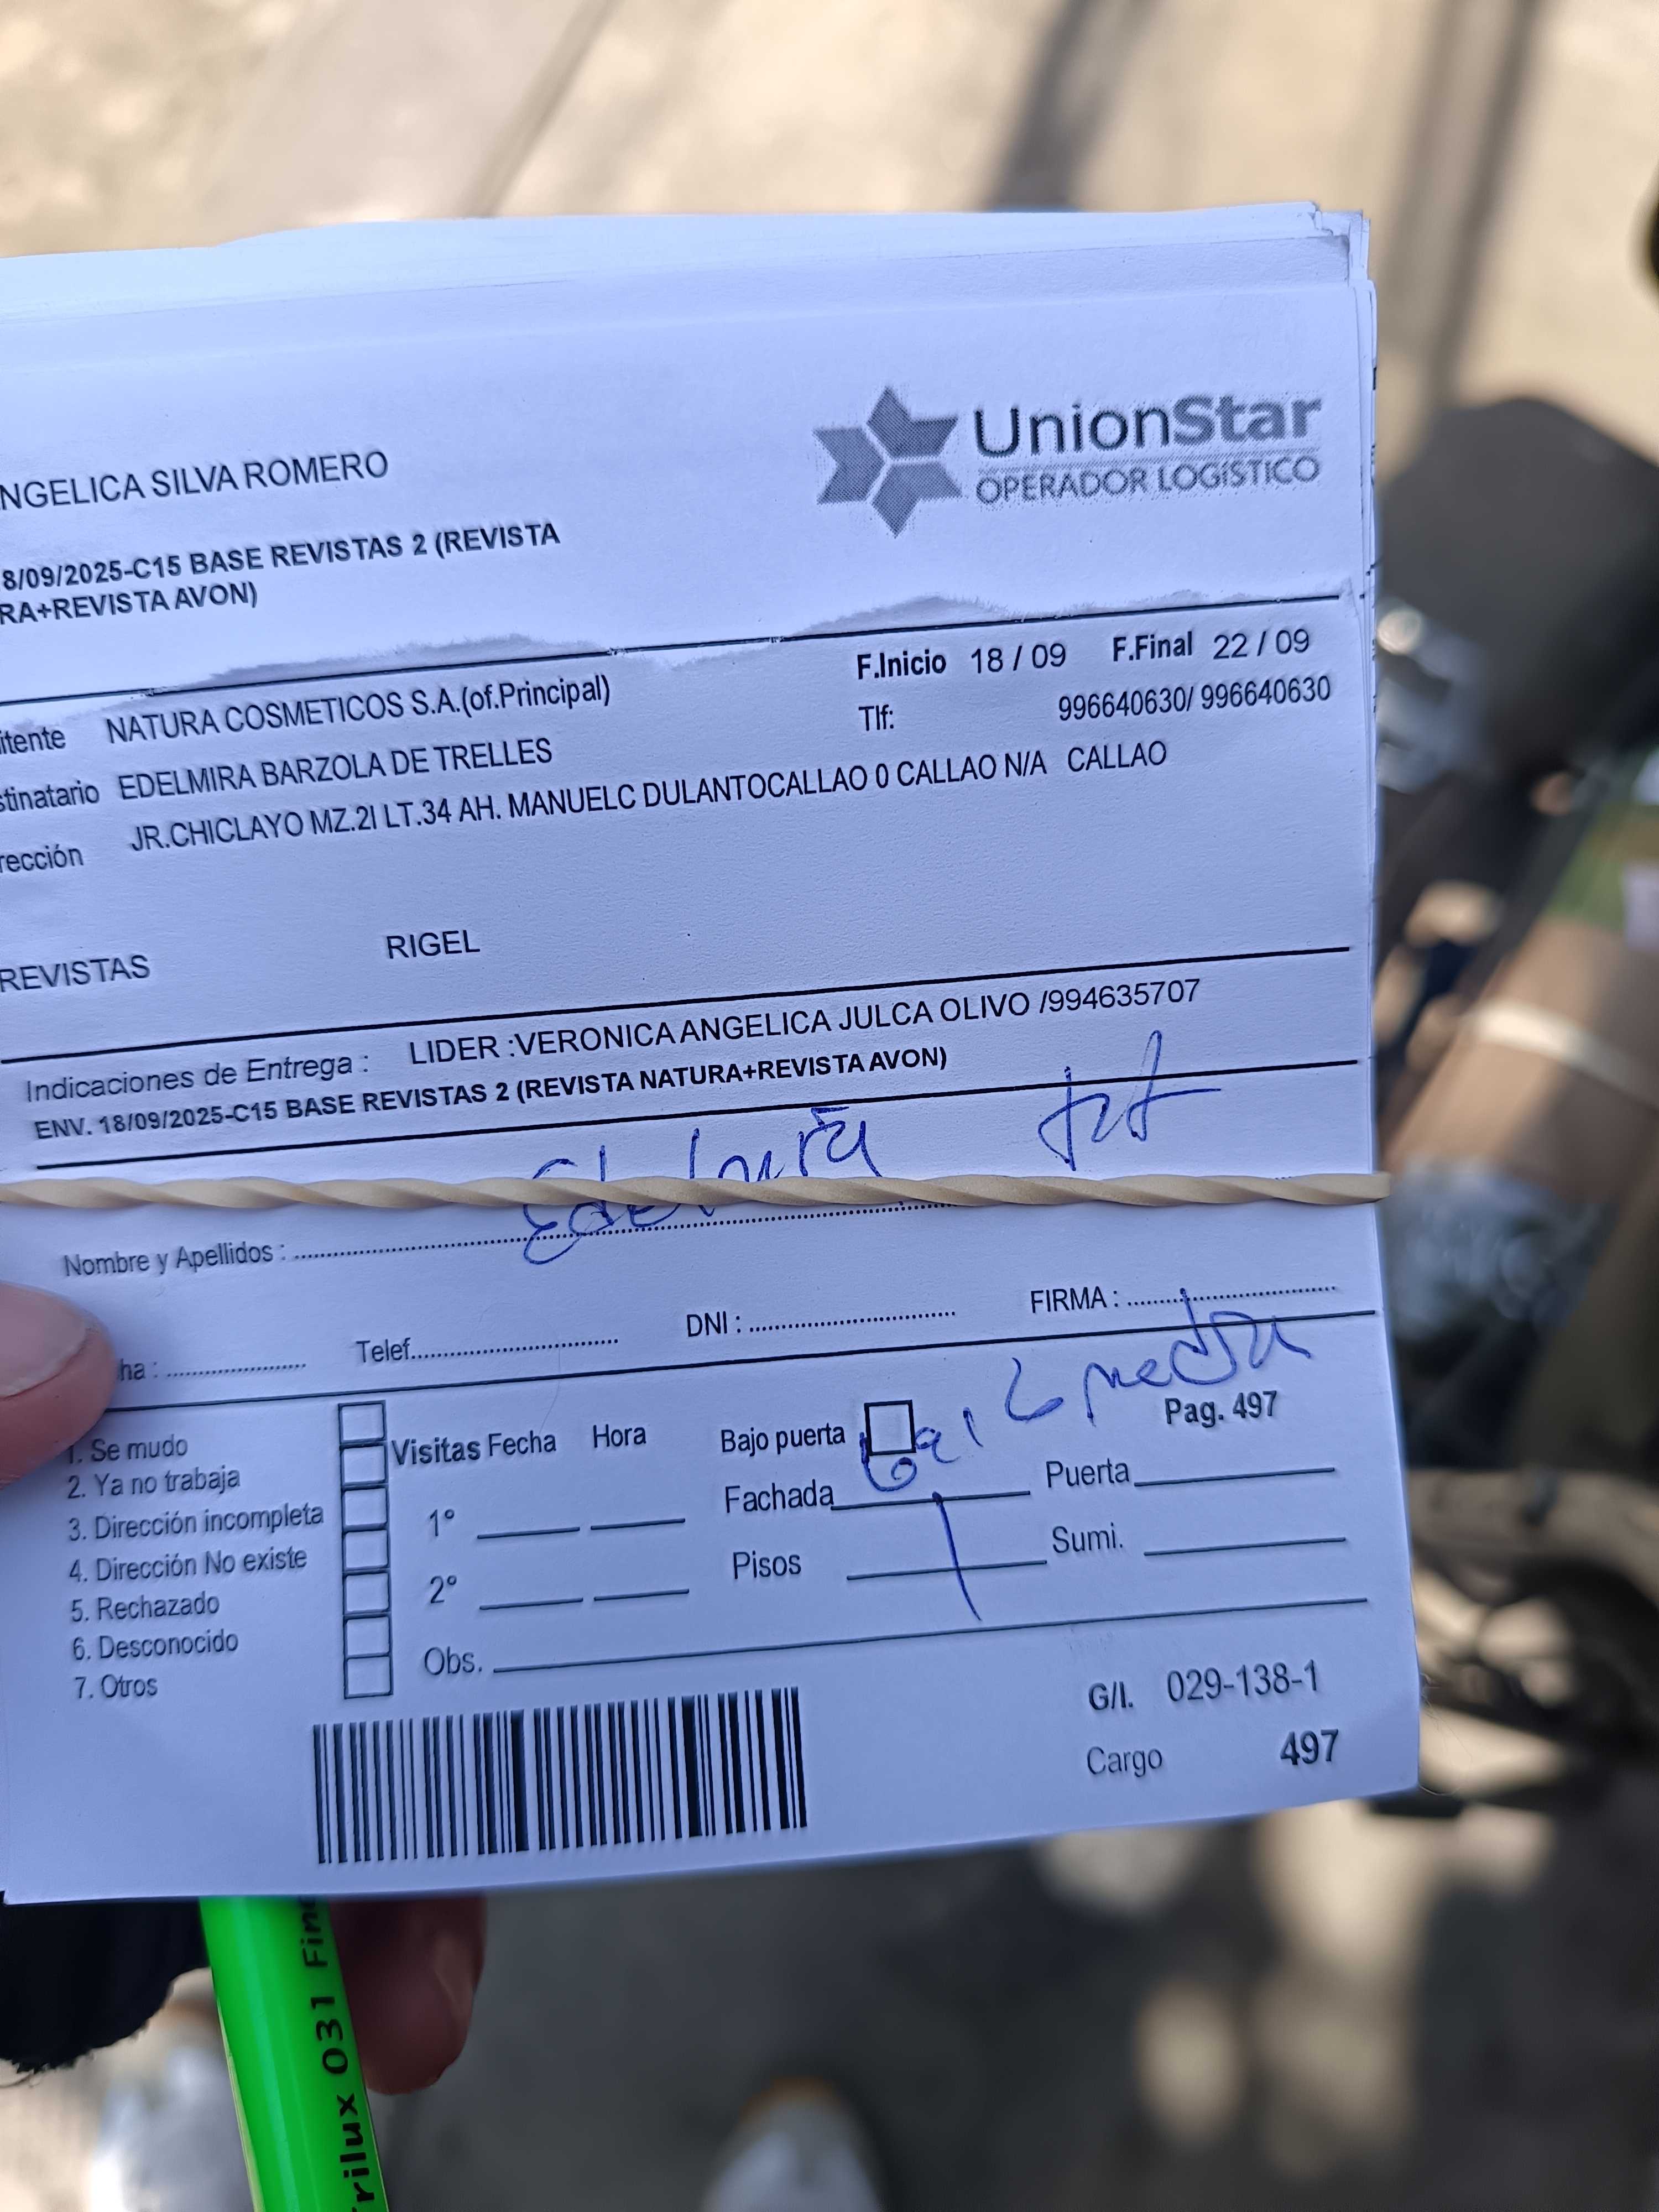 UnionStar
OPERADOR LOGÍSTICO
NGELICA SILVA ROMERO
8/09/2025-C15 BASE REVISTAS 2 (REVISTA
RA+REVISTA AVON)
F.Inicio 18 / 09 F.Final 22 / 09
itente NATURA COSMETICOS S.A.(of.Principal)
Tlf: 996640630/ 996640630
stinatario EDELMIRA BARZOLA DE TRELLES
rección JR.CHICLAYO MZ.2I LT.34 AH. MANUELC DULANTOCALLAO 0 CALLAO N/A CALLAO
REVISTAS RIGEL
Indicaciones de Entrega : LIDER :VERONICA ANGELICA JULCA OLIVO /994635707
ENV. 18/09/2025-C15 BASE REVISTAS 2 (REVISTA NATURA+REVISTA AVON)
Nombre y Apellidos :
ha : Telef. DNI : FIRMA :
Pag. 497
1. Se mudo
2. Ya no trabaja
3. Dirección incompleta
4. Dirección No existe
5. Rechazado
6. Desconocido
7. Otros
Visitas Fecha Hora
1°
2°
Obs.
Bajo puerta
Fachada Puerta
Pisos Sumi.
G/I. 029-138-1
Cargo 497
rilux 031 Fine